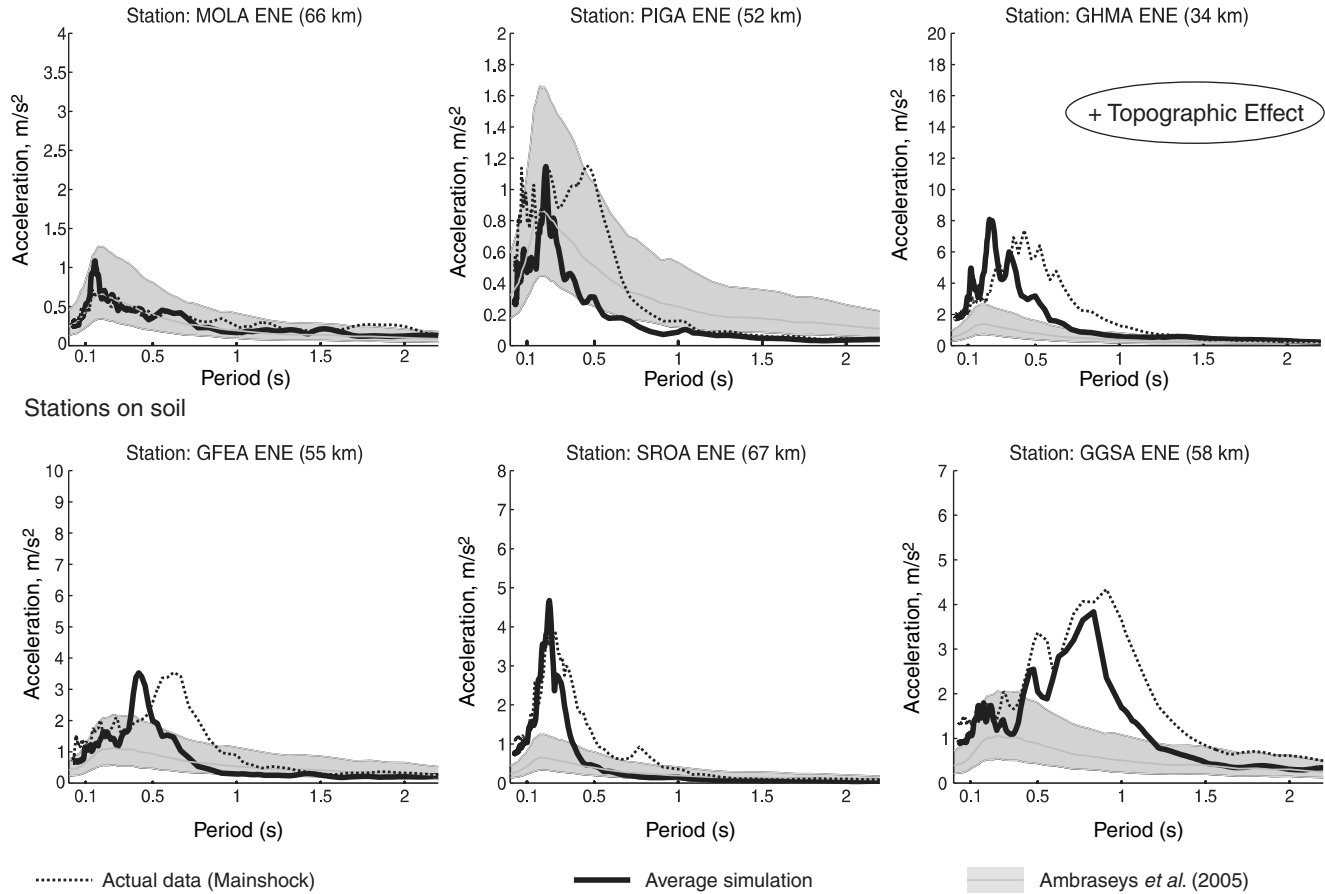 Station: MOLA ENE (66 km)
4
3.5
3
2.5
2
1.5
1
0.5
0
Acceleration, m/s²
0.1 0.5 1 1.5 2
Period (s)
Station: PIGA ENE (52 km)
2
1.8
1.6
1.4
1.2
1
0.8
0.6
0.4
0.2
0
Acceleration, m/s²
0.1 0.5 1 1.5 2
Period (s)
Station: GHMA ENE (34 km)
20
18
16
14
12
10
8
6
4
2
0
Acceleration, m/s²
+ Topographic Effect
0.1 0.5 1 1.5 2
Period (s)
Stations on soil
Station: GFEA ENE (55 km)
10
9
8
7
6
5
4
3
2
1
0
Acceleration, m/s²
0.1 0.5 1 1.5 2
Period (s)
Station: SROA ENE (67 km)
8
7
6
5
4
3
2
1
0
Acceleration, m/s²
0.1 0.5 1 1.5 2
Period (s)
Station: GGSA ENE (58 km)
7
6
5
4
3
2
1
0
Acceleration, m/s²
0.1 0.5 1 1.5 2
Period (s)
Actual data (Mainshock)
Average simulation
Ambraseys et al. (2005)